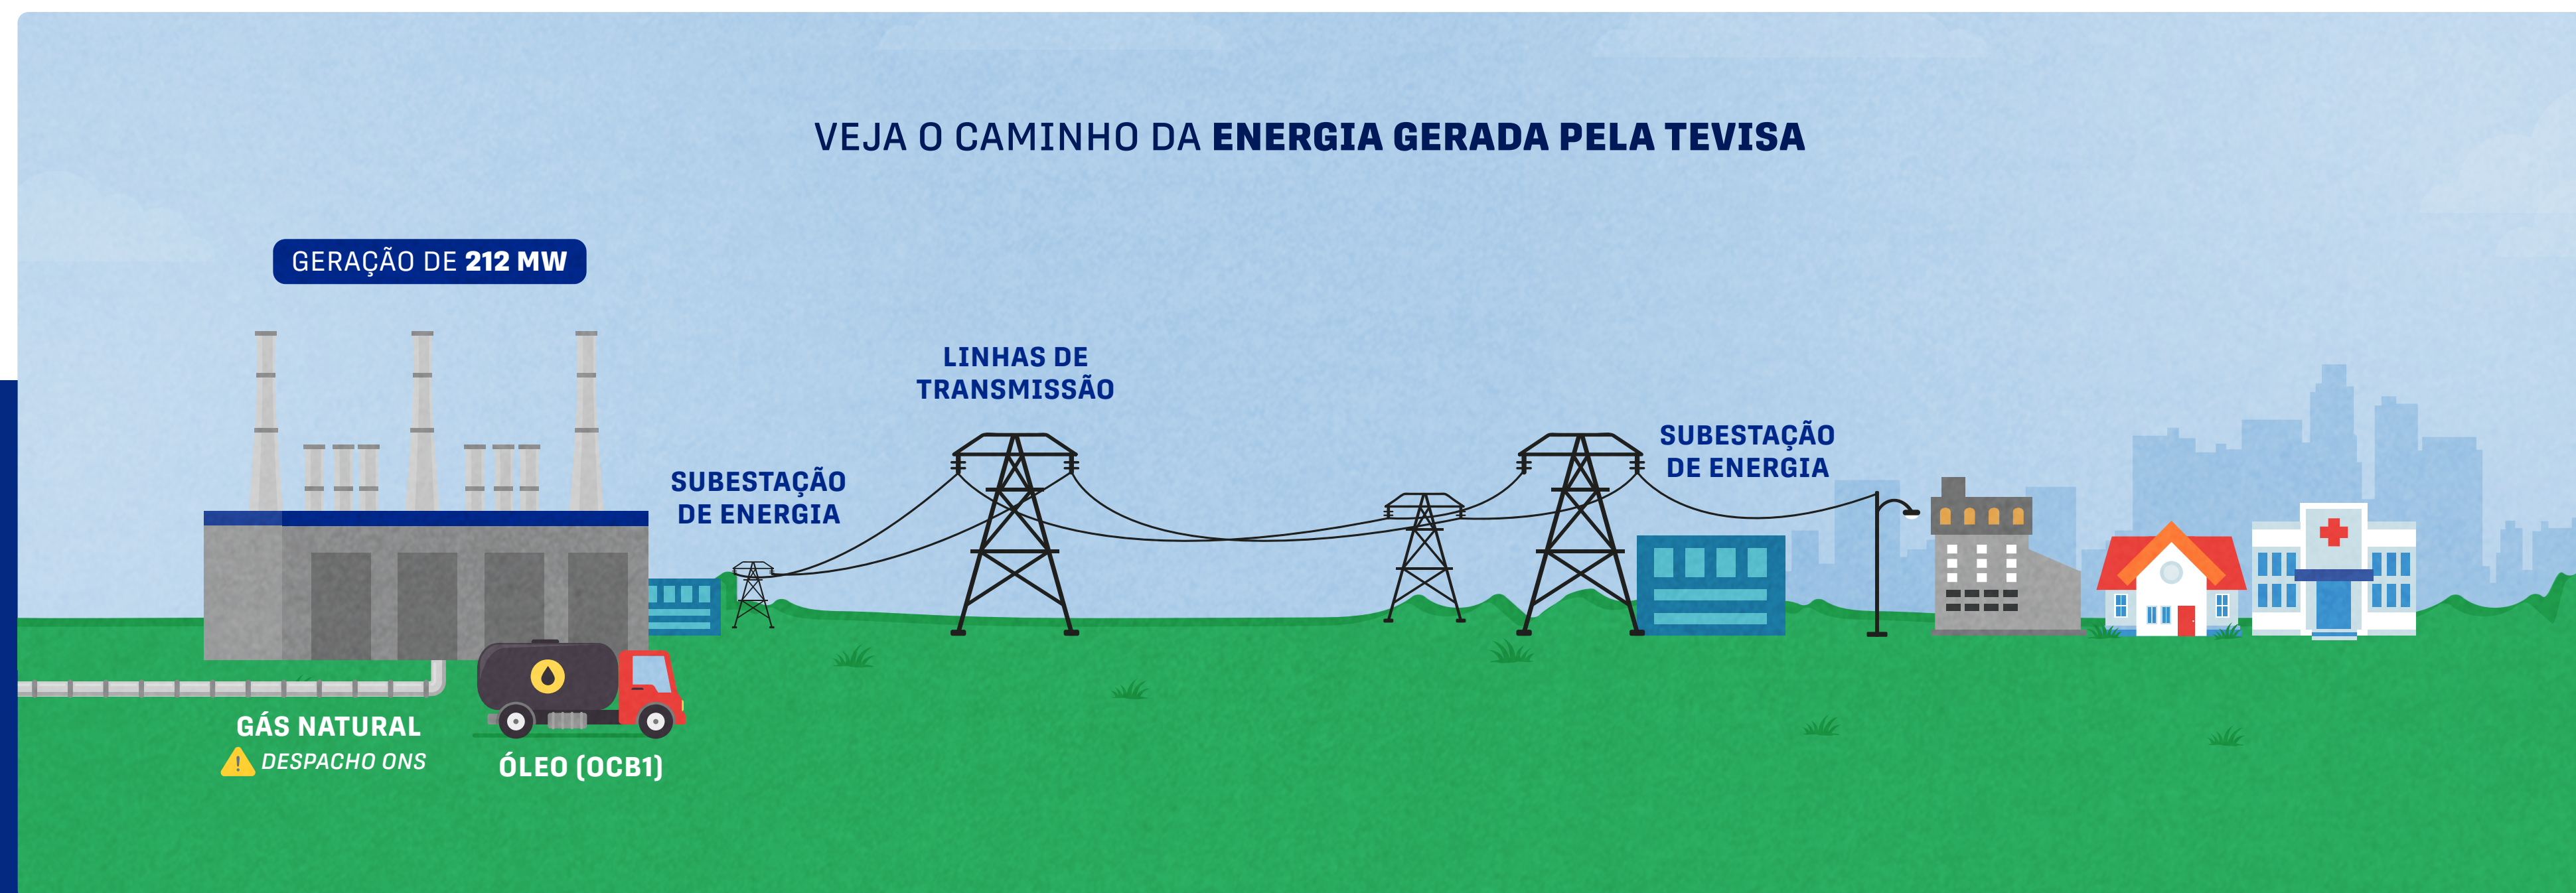 VEJA O CAMINHO DA ENERGIA GERADA PELA TEVISA
GERAÇÃO DE 212 MW
LINHAS DE
TRANSMISSÃO
SUBESTAÇÃO
DE ENERGIA
SUBESTAÇÃO
DE ENERGIA
GÁS NATURAL
! DESPACHO ONS
ÓLEO (OCB1)